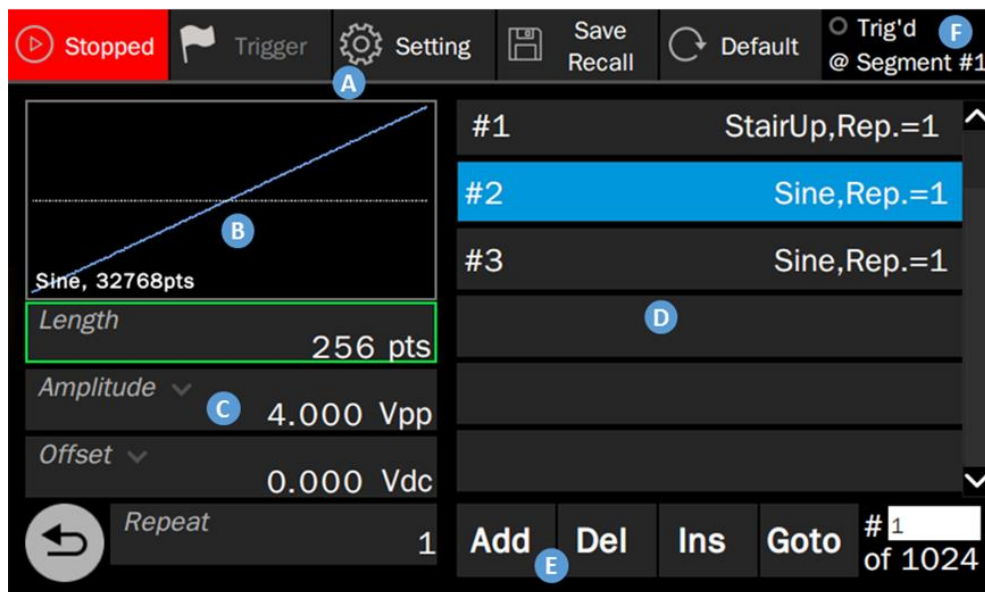 Stopped
Trigger
Setting
Save
Recall
Default
Trig'd
@ Segment #1
A
F
B
Sine, 32768pts
Length
256 pts
Amplitude
C
4.000 Vpp
Offset
0.000 Vdc
Repeat
1
#1 StairUp,Rep.=1
#2 Sine,Rep.=1
#3 Sine,Rep.=1
D
Add
Del
Ins
Goto
E
# 1
of 1024